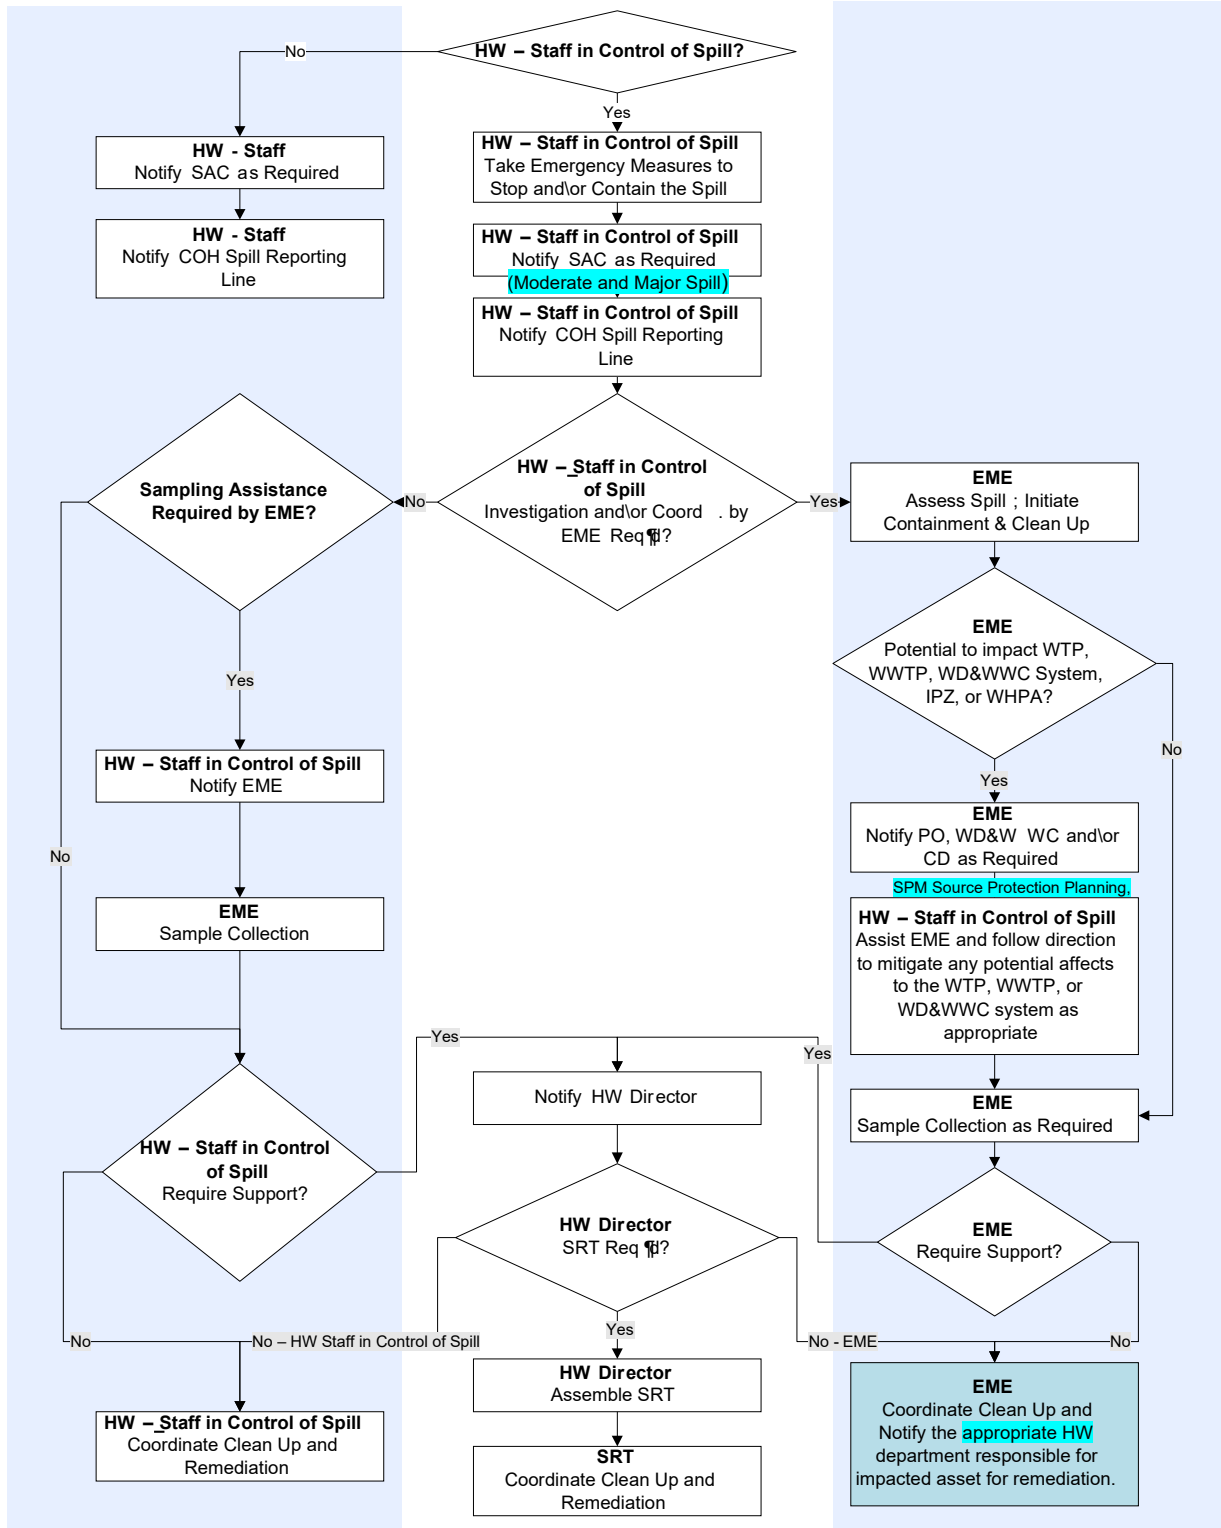 HW – Staff in Control of Spill?
No
Yes
HW - Staff
Notify SAC as Required
HW - Staff
Notify COH Spill Reporting
Line
HW – Staff in Control of Spill
Take Emergency Measures to
Stop and\or Contain the Spill
HW – Staff in Control of Spill
Notify SAC as Required
(Moderate and Major Spill)
HW – Staff in Control of Spill
Notify COH Spill Reporting
Line
HW – Staff in Control
of Spill
Investigation and\or Coord . by
EME Req¶d?
No
Yes
Sampling Assistance
Required by EME?
Yes
No
HW – Staff in Control of Spill
Notify EME
EME
Sample Collection
EME
Assess Spill ; Initiate
Containment & Clean Up
EME
Potential to impact WTP,
WWTP, WD&WWC System,
IPZ, or WHPA?
No
Yes
EME
Notify PO, WD&W WC and\or
CD as Required
SPM Source Protection Planning,
HW – Staff in Control of Spill
Assist EME and follow direction
to mitigate any potential affects
to the WTP, WWTP, or
WD&WWC system as
appropriate
EME
Sample Collection as Required
EME
Require Support?
Yes
No
HW – Staff in Control
of Spill
Require Support?
Yes
No
Notify HW Director
HW Director
SRT Req ¶d?
No – HW Staff in Control of Spill
Yes
No - EME
HW Director
Assemble SRT
SRT
Coordinate Clean Up and
Remediation
HW – Staff in Control of Spill
Coordinate Clean Up and
Remediation
EME
Coordinate Clean Up and
Notify the appropriate HW
department responsible for
impacted asset for remediation.